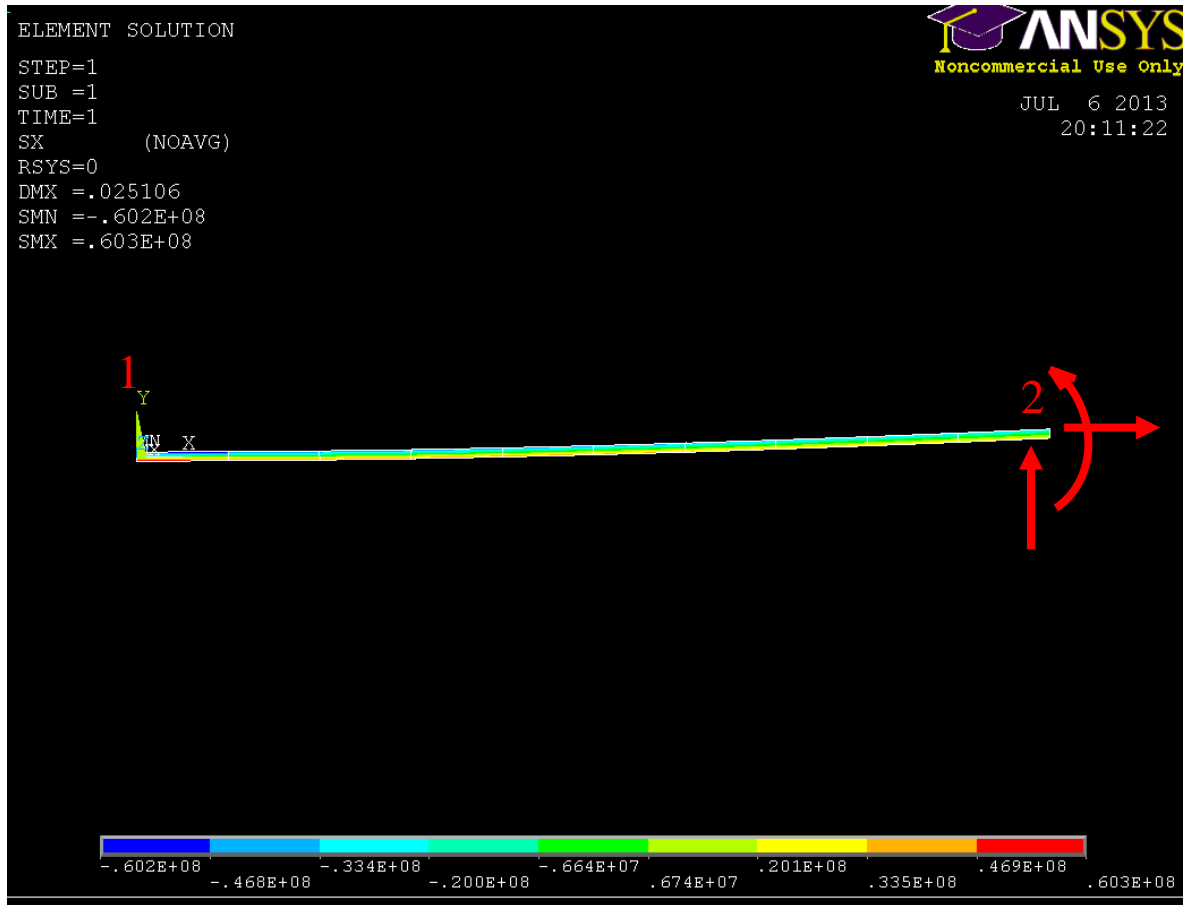 ELEMENT SOLUTION
STEP=1
SUB =1
TIME=1
SX (NOAVG)
RSYS=0
DMX =.025106
SMN =-.602E+08
SMX =.603E+08
ANSYS
Noncommercial Use Only
JUL 6 2013
20:11:22
1
Y
X
2
-.602E+08 -.334E+08 -.664E+07 .201E+08 .469E+08
-.468E+08 -.200E+08 .674E+07 .335E+08 .603E+08